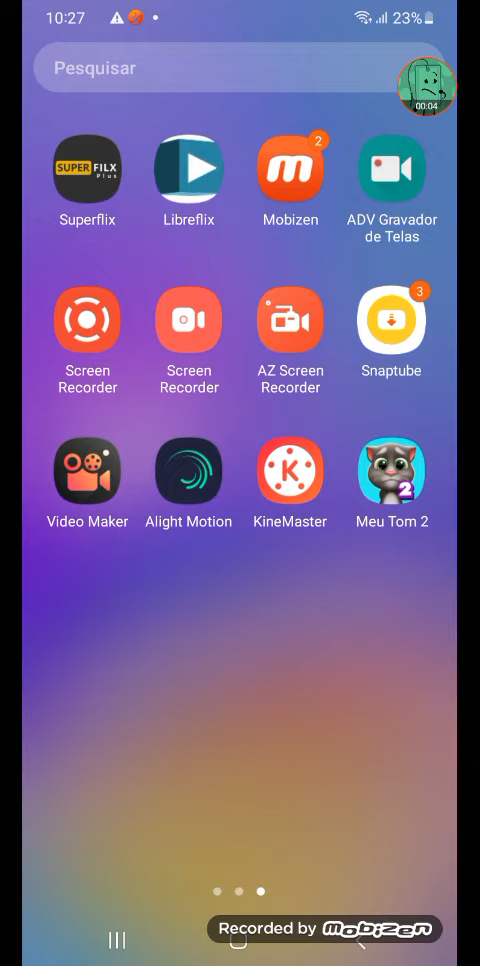 10:27
23%
Pesquisar
00:04
SUPER FILX
Plus
2
Superflix
Libreflix
Mobizen
ADV Gravador
de Telas
3
Screen
Recorder
Screen
Recorder
AZ Screen
Recorder
Snaptube
K
2
Video Maker
Alight Motion
KineMaster
Meu Tom 2
Recorded by mobizen